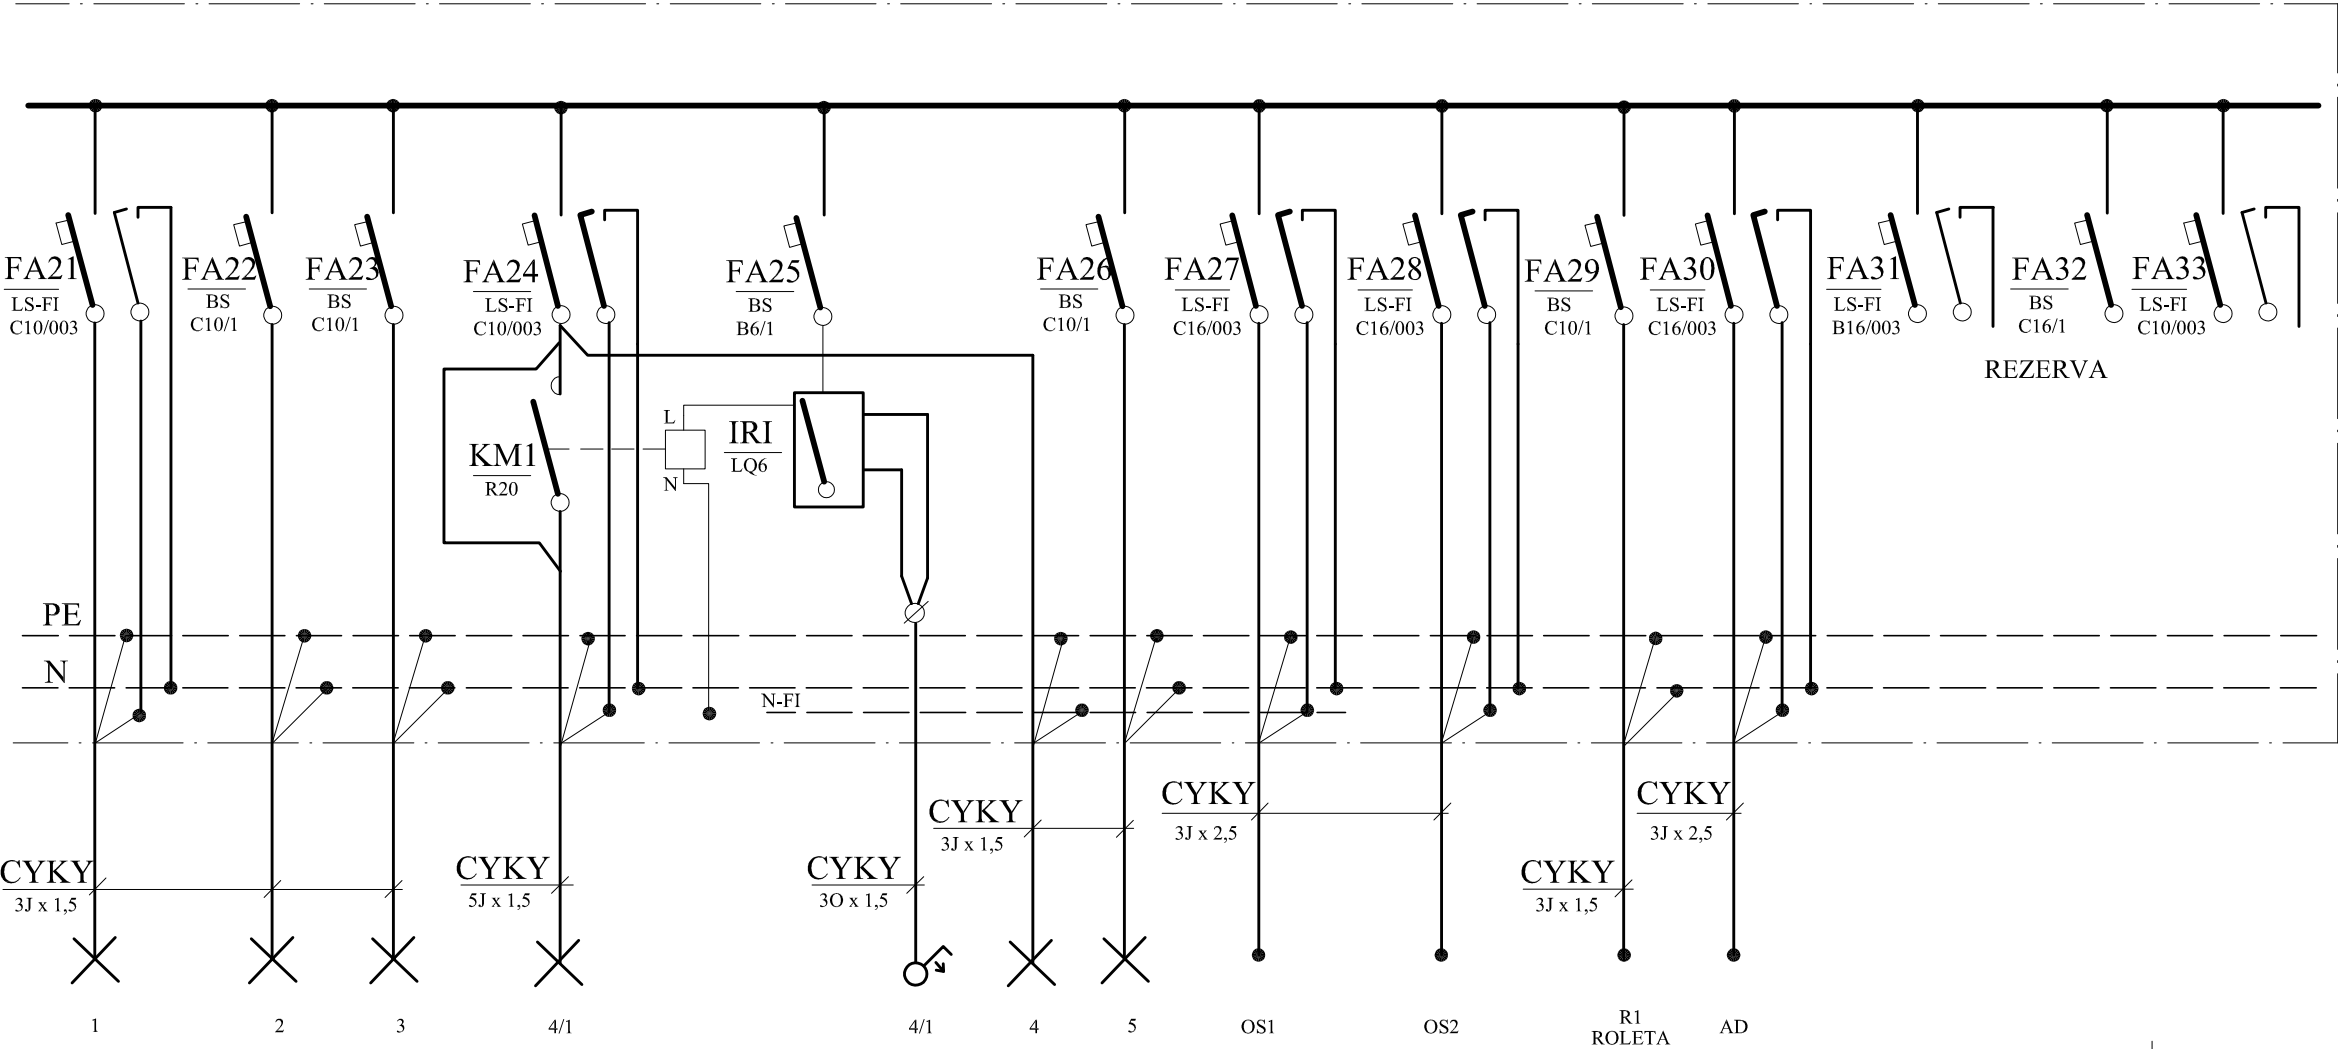 FA21
LS-FI
C10/003
FA22
BS
C10/1
FA23
BS
C10/1
FA24
LS-FI
C10/003
FA25
BS
B6/1
FA26
BS
C10/1
FA27
LS-FI
C16/003
FA28
LS-FI
C16/003
FA29
BS
C10/1
FA30
LS-FI
C16/003
FA31
LS-FI
B16/003
FA32
BS
C16/1
FA33
LS-FI
C10/003
REZERVA
KM1
R20
L
N
IRI
LQ6
PE
N
N-FI
CYKY
3J x 1,5
CYKY
5J x 1,5
CYKY
3O x 1,5
CYKY
3J x 1,5
CYKY
3J x 2,5
CYKY
3J x 1,5
CYKY
3J x 2,5
1
2
3
4/1
4/1
4
5
OS1
OS2
R1
ROLETA
AD